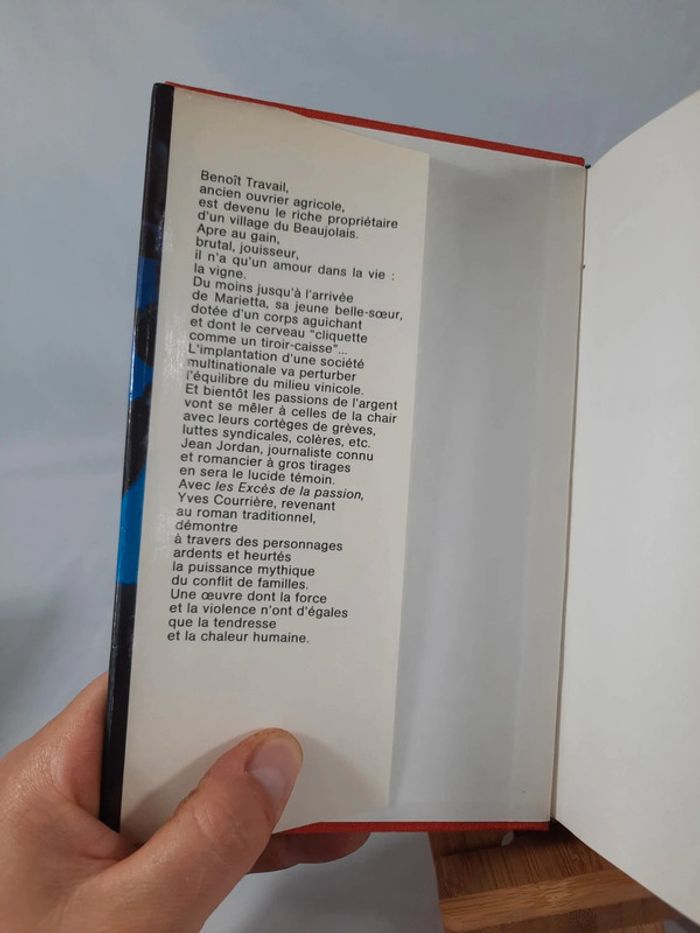 Benoît Travail,
ancien ouvrier agricole,
est devenu le riche propriétaire
d'un village du Beaujolais.
Apre au gain,
brutal, jouisseur,
il n'a qu'un amour dans la vie :
la vigne.
Du moins jusqu'à l'arrivée
de Marietta, sa jeune belle-sœur,
dotée d'un corps aguichant
et dont le cerveau "cliquette
comme un tiroir-caisse"...
L'implantation d'une société
multinationale va perturber
l'équilibre du milieu vinicole.
Et bientôt les passions de l'argent
vont se mêler à celles de la chair
avec leurs cortèges de grèves,
luttes syndicales, colères, etc.
Jean Jordan, journaliste connu
et romancier à gros tirages
en sera le lucide témoin.
Avec les Excès de la passion,
Yves Courrière, revenant
au roman traditionnel,
démontre
à travers des personnages
ardents et heurtés
la puissance mythique
du conflit de familles.
Une œuvre dont la force
et la violence n'ont d'égales
que la tendresse
et la chaleur humaine.